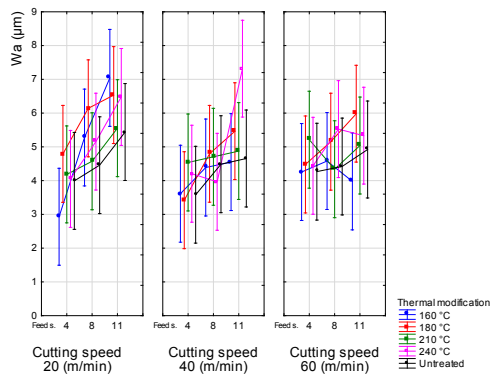 Wa (µm)
9
8
7
6
5
4
3
2
1
0
Feed s. 4 8 11
Feed s. 4 8 11
Feed s. 4 8 11
Cutting speed
20 (m/min)
Cutting speed
40 (m/min)
Cutting speed
60 (m/min)
Thermal modification
160 °C
180 °C
210 °C
240 °C
Untreated